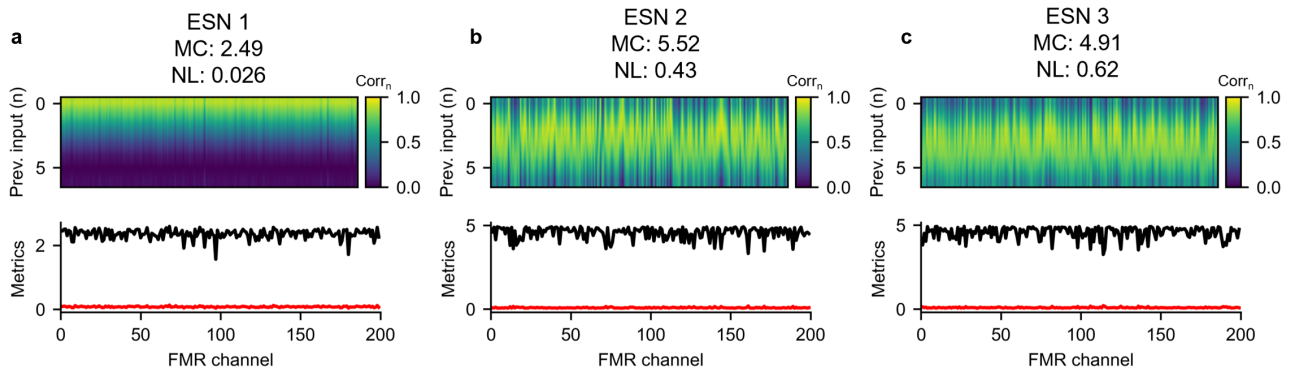 a
ESN 1
MC: 2.49
NL: 0.026
Corrₙ
Prev. input (n)
0
5
1.0
0.5
0.0
Metrics
2
0
0
50
100
150
200
FMR channel
b
ESN 2
MC: 5.52
NL: 0.43
Corrₙ
Prev. input (n)
0
5
1.0
0.5
0.0
Metrics
5
0
0
50
100
150
200
FMR channel
c
ESN 3
MC: 4.91
NL: 0.62
Corrₙ
Prev. input (n)
0
5
1.0
0.5
0.0
Metrics
5
0
0
50
100
150
200
FMR channel